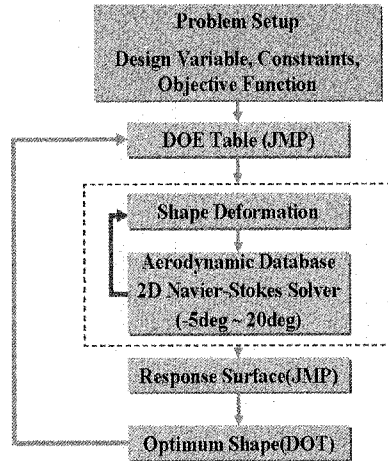 Problem Setup
Design Variable, Constraints,
Objective Function
DOE Table (JMP)
Shape Deformation
Aerodynamic Database
2D Navier-Stokes Solver
(-5deg ~ 20deg)
Response Surface(JMP)
Optimum Shape(DOT)